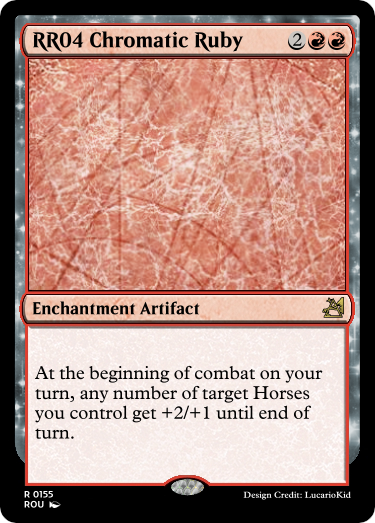 RR04 Chromatic Ruby 2
Enchantment Artifact
At the beginning of combat on your
turn, any number of target Horses
you control get +2/+1 until end of
turn.
R 0155
ROU
Design Credit: LucarioKid